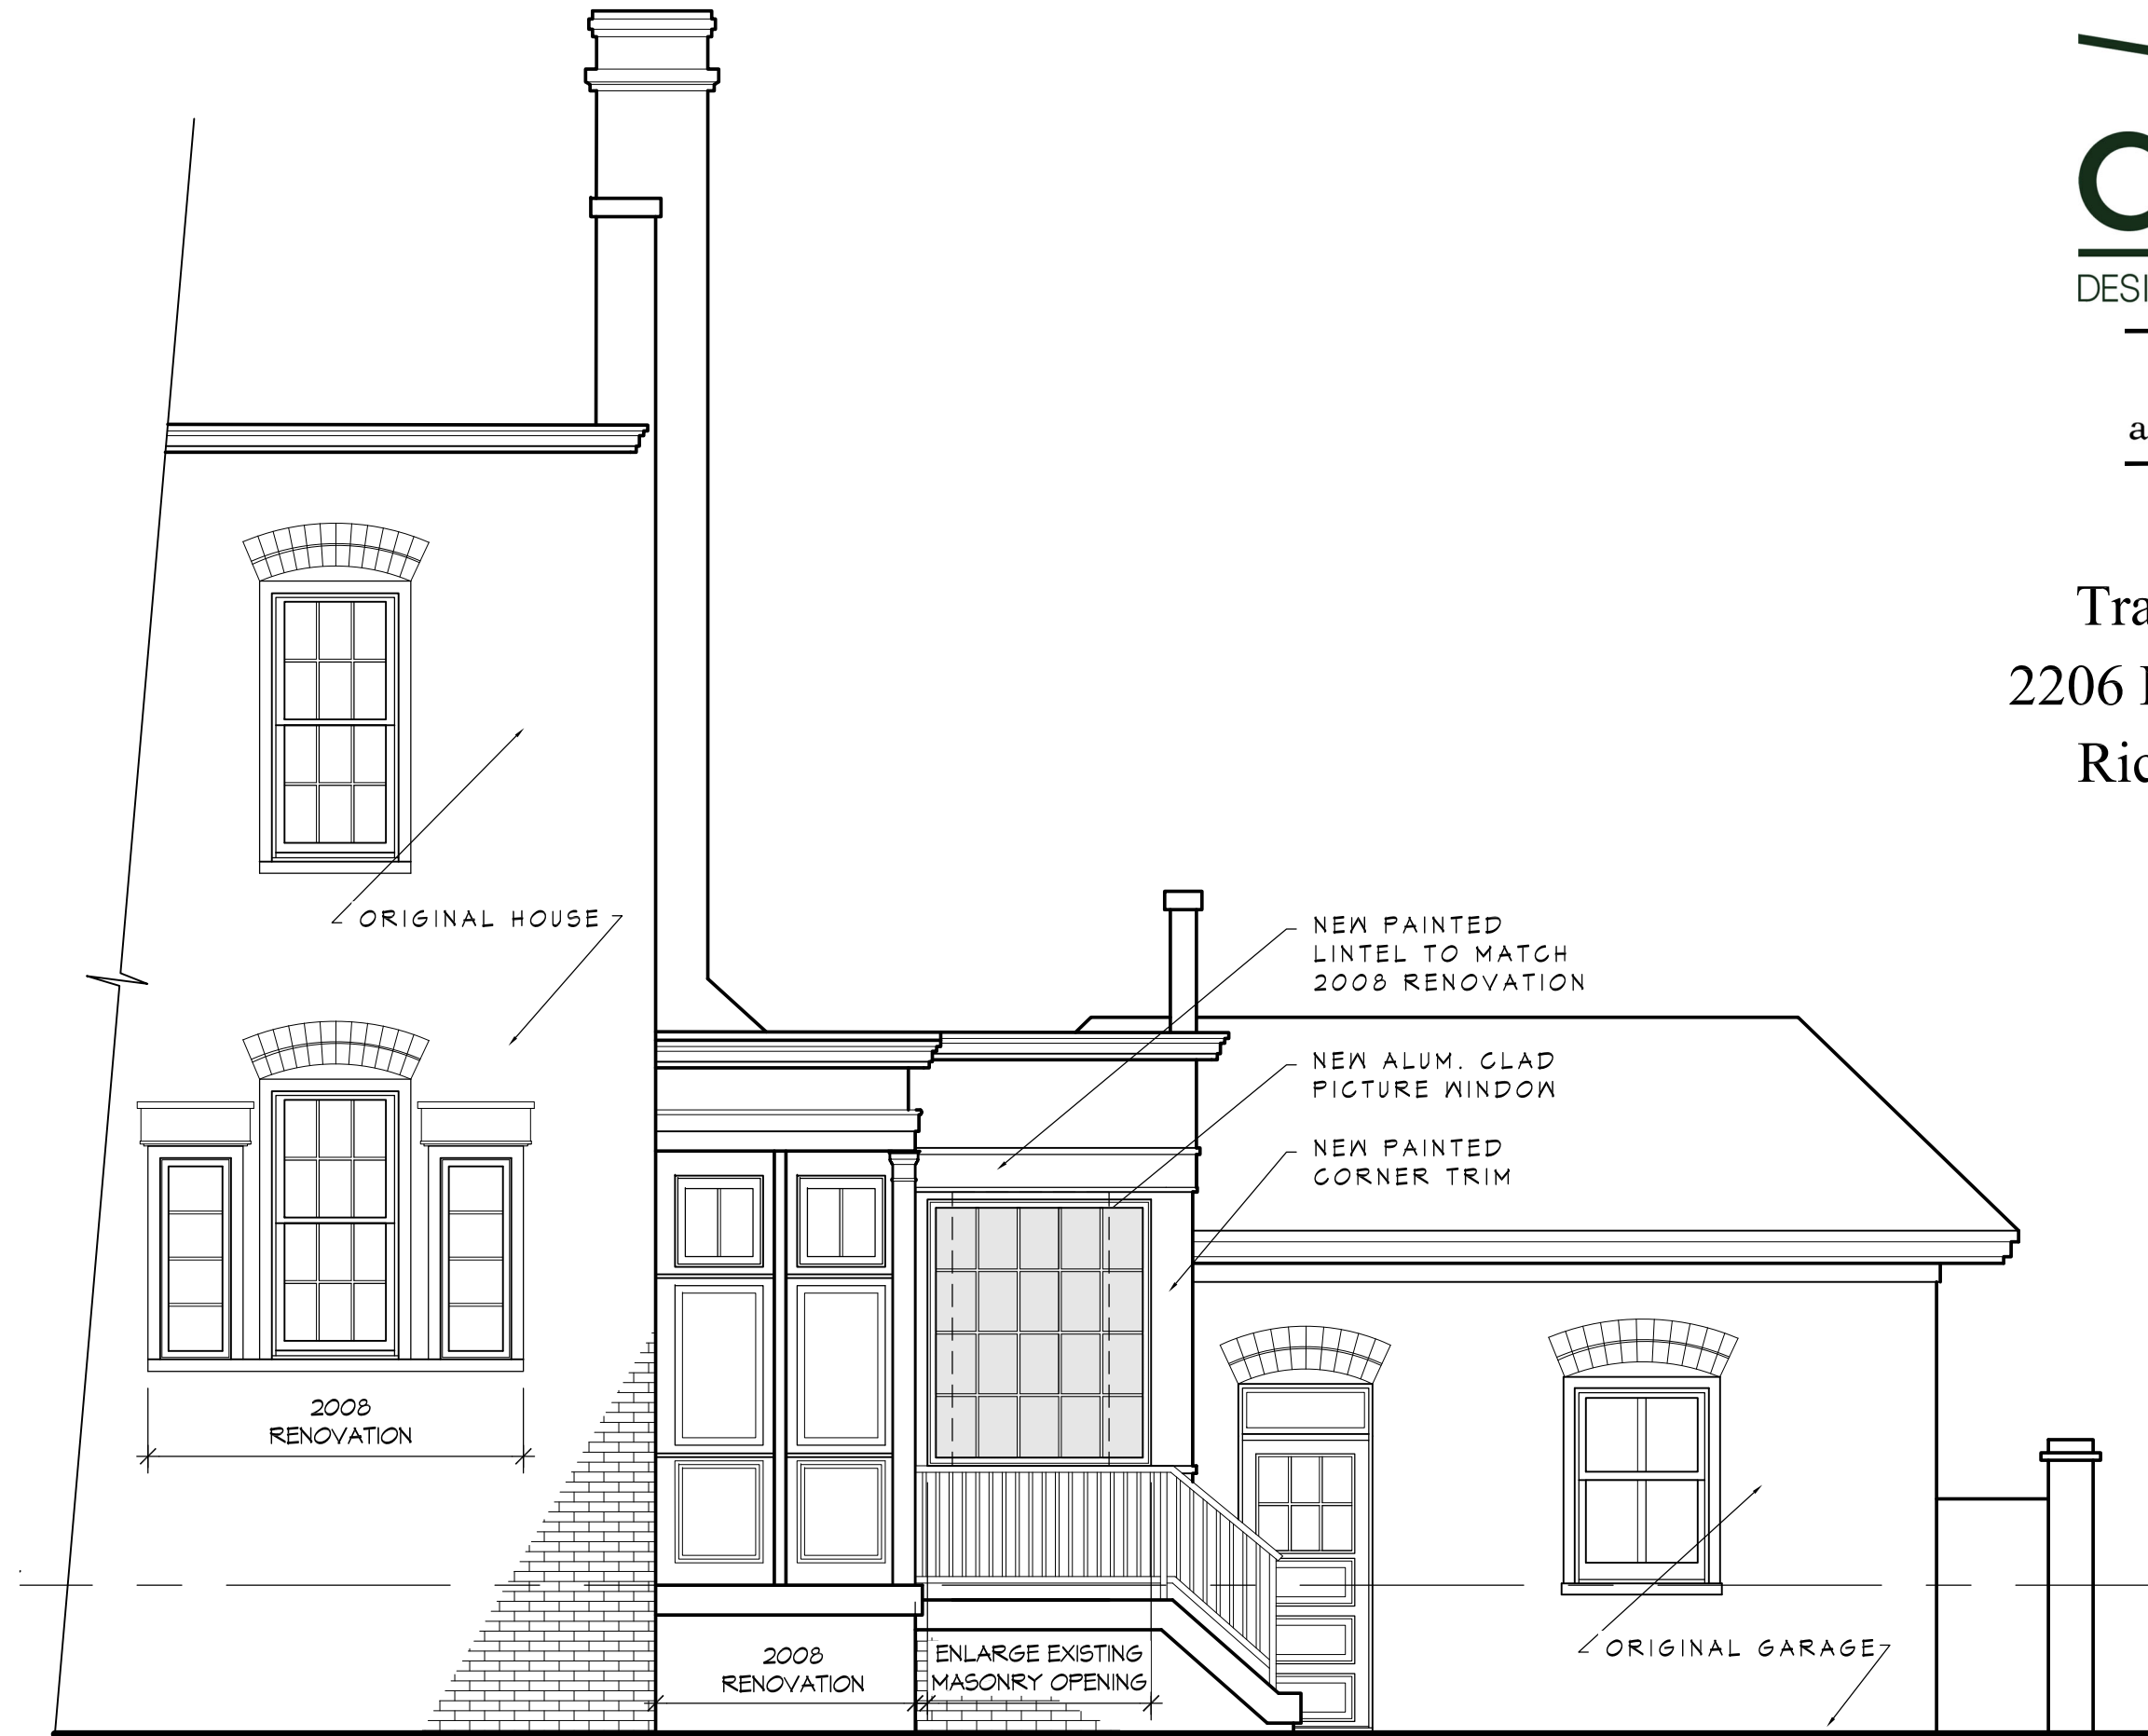 DESI
a
Tra
2206
Ric
ORIGINAL HOUSE
NEW PAINTED
LINTEL TO MATCH
2008 RENOVATION
NEW ALUM. CLAD
PICTURE WINDOW
NEW PAINTED
CORNER TRIM
2008
RENOVATION
2008
RENOVATION
ENLARGE EXISTING
MASONRY OPENING
ORIGINAL GARAGE